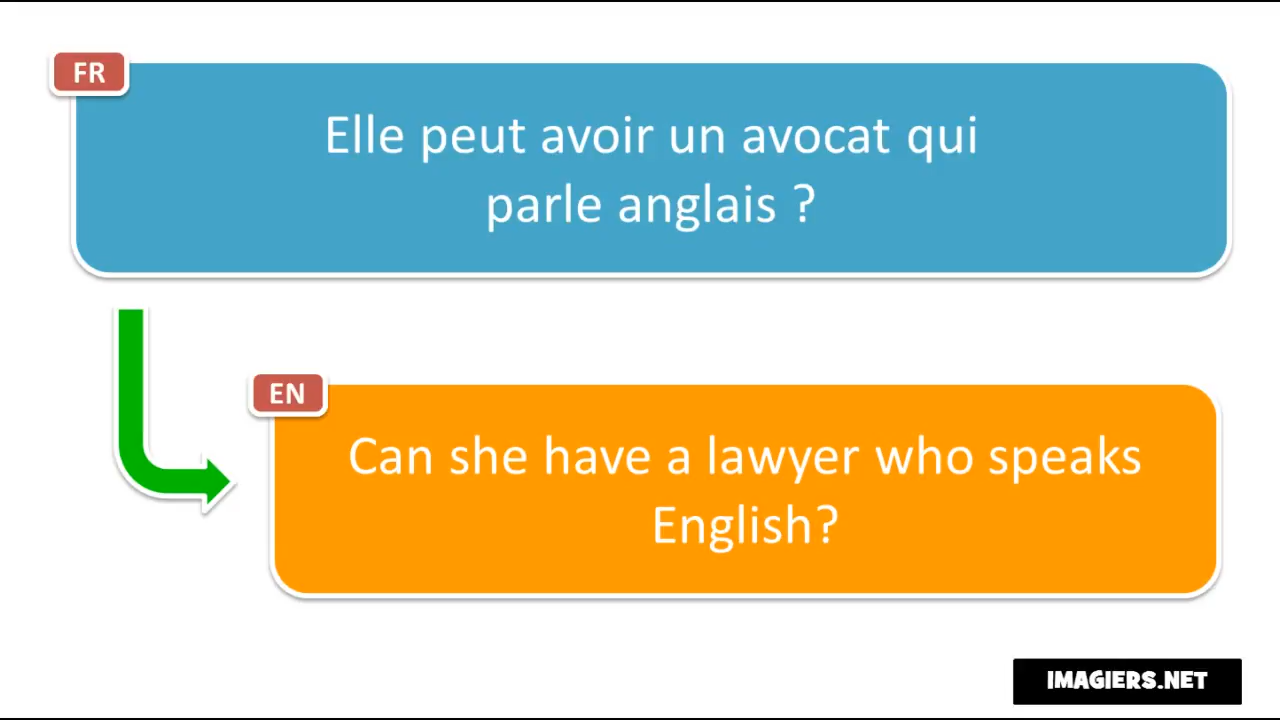 FR
Elle peut avoir un avocat qui
parle anglais ?
EN
Can she have a lawyer who speaks
English?
IMAGIERS.NET